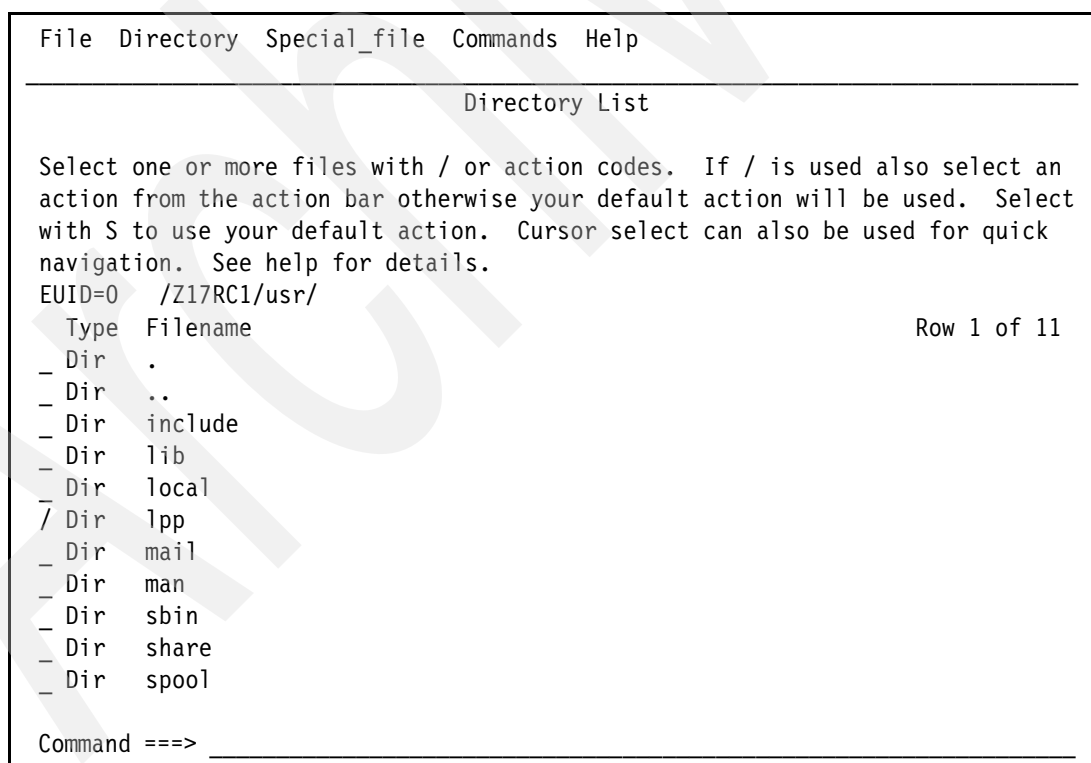 File  Directory  Special_file  Commands  Help
Directory List
Select one or more files with / or action codes.  If / is used also select an
action from the action bar otherwise your default action will be used.  Select
with S to use your default action.  Cursor select can also be used for quick
navigation.  See help for details.
EUID=0   /Z17RC1/usr/
Type  Filename                                            Row 1 of 11
_ Dir   .
_ Dir   ..
_ Dir   include
_ Dir   lib
_ Dir   local
/ Dir   lpp
_ Dir   mail
_ Dir   man
_ Dir   sbin
_ Dir   share
_ Dir   spool
Command ===>